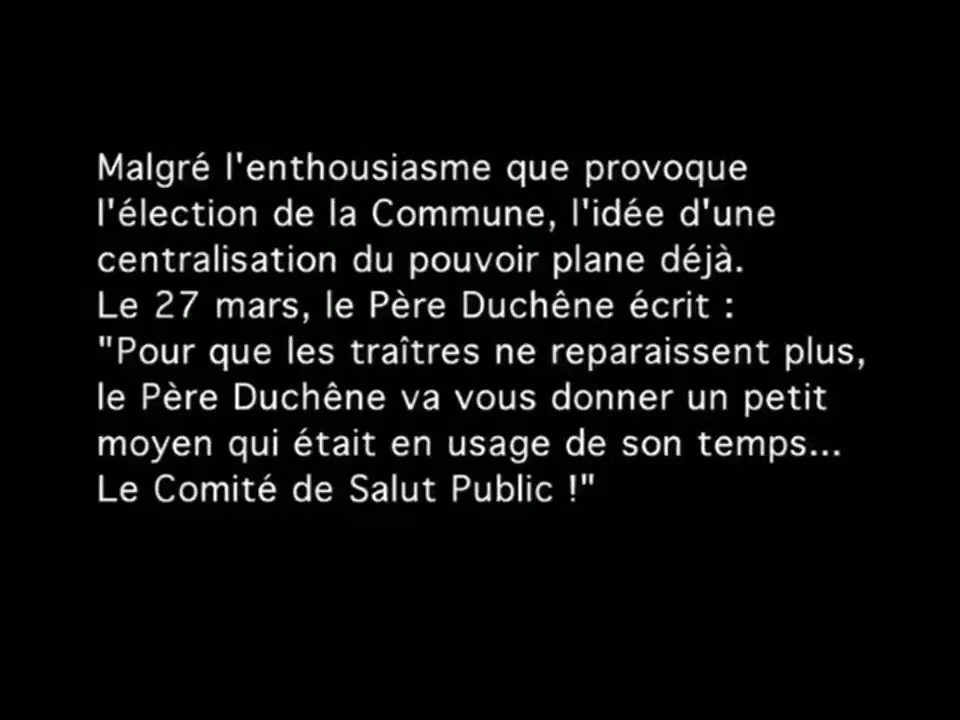 Malgré l'enthousiasme que provoque
l'élection de la Commune, l'idée d'une
centralisation du pouvoir plane déjà.
Le 27 mars, le Père Duchêne écrit :
"Pour que les traîtres ne reparaissent plus,
le Père Duchêne va vous donner un petit
moyen qui était en usage de son temps...
Le Comité de Salut Public !"